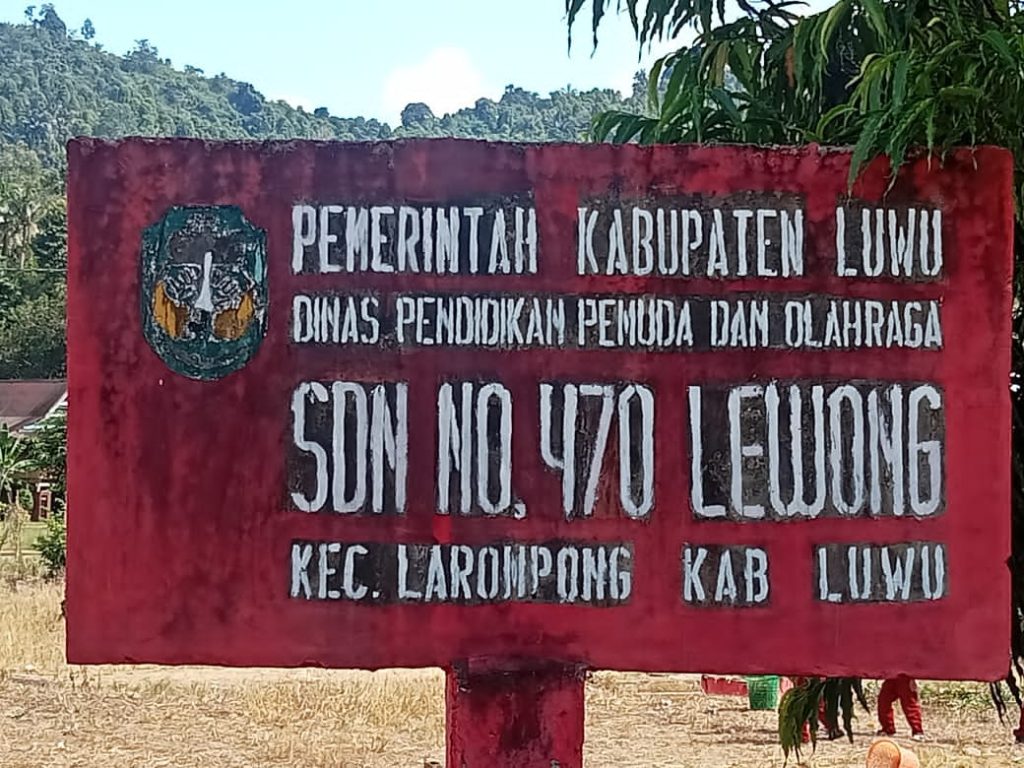 PEMERINTAH KABUPATEN LUWU
DINAS PENDIDIKAN PEMUDA DAN OLAHRAGA
SDN NO. 470 LEWONG
KEC. LAROMPONG KAB LUWU